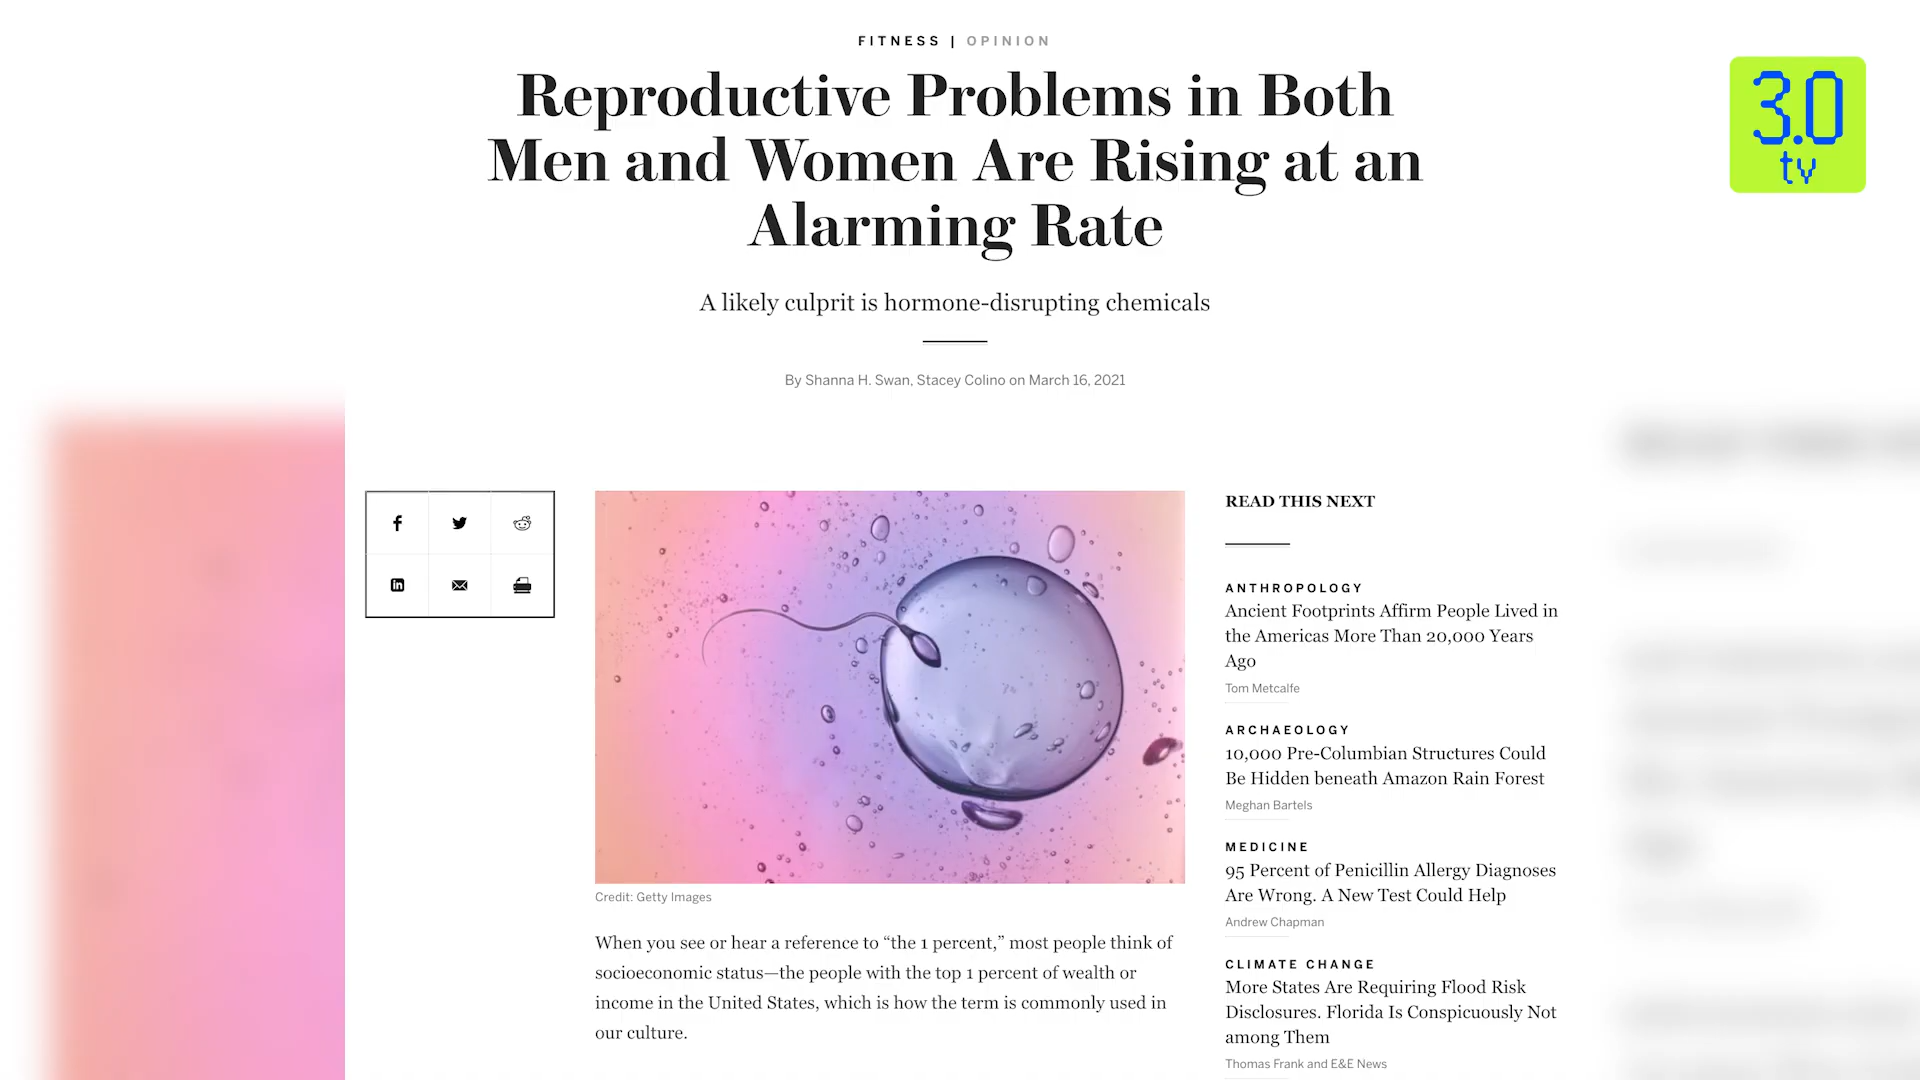 FITNESS | OPINION
Reproductive Problems in Both
Men and Women Are Rising at an
Alarming Rate
A likely culprit is hormone-disrupting chemicals
By Shanna H. Swan, Stacey Colino on March 16, 2021
3.0
tv
Credit: Getty Images
When you see or hear a reference to “the 1 percent,” most people think of
socioeconomic status—the people with the top 1 percent of wealth or
income in the United States, which is how the term is commonly used in
our culture.
READ THIS NEXT
ANTHROPOLOGY
Ancient Footprints Affirm People Lived in
the Americas More Than 20,000 Years
Ago
Tom Metcalfe
ARCHAEOLOGY
10,000 Pre-Columbian Structures Could
Be Hidden beneath Amazon Rain Forest
Meghan Bartels
MEDICINE
95 Percent of Penicillin Allergy Diagnoses
Are Wrong. A New Test Could Help
Andrew Chapman
CLIMATE CHANGE
More States Are Requiring Flood Risk
Disclosures. Florida Is Conspicuously Not
among Them
Thomas Frank and E&E News